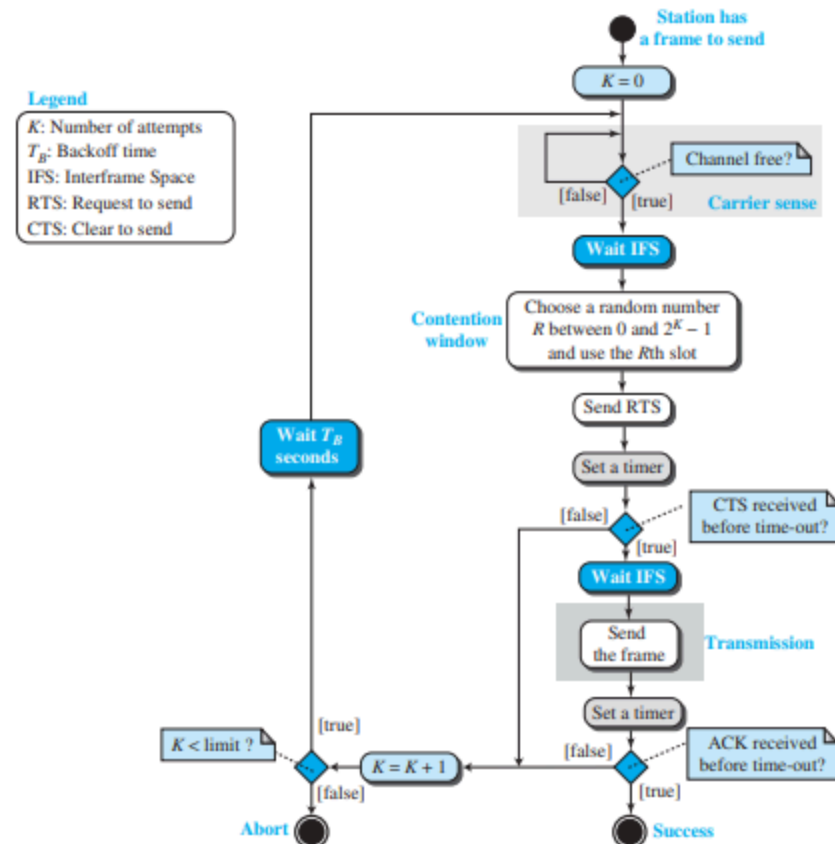 Station has
a frame to send
K = 0
Legend
K: Number of attempts
T_B: Backoff time
IFS: Interframe Space
RTS: Request to send
CTS: Clear to send
Channel free?
[false]
[true]
Carrier sense
Wait IFS
Contention
window
Choose a random number
R between 0 and 2^K – 1
and use the Rth slot
Send RTS
Wait T_B
seconds
Set a timer
CTS received
before time-out?
[false]
[true]
Wait IFS
Send
the frame
Transmission
Set a timer
[true]
K < limit ?
K = K + 1
[false]
ACK received
before time-out?
[false]
[true]
Abort
Success